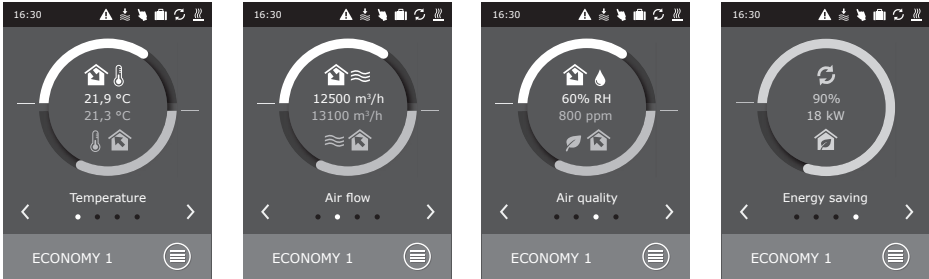 16:30
21,9 °C
21,3 °C
Temperature
ECONOMY 1
16:30
12500 m³/h
13100 m³/h
Air flow
ECONOMY 1
16:30
60% RH
800 ppm
Air quality
ECONOMY 1
16:30
90%
18 kW
Energy saving
ECONOMY 1